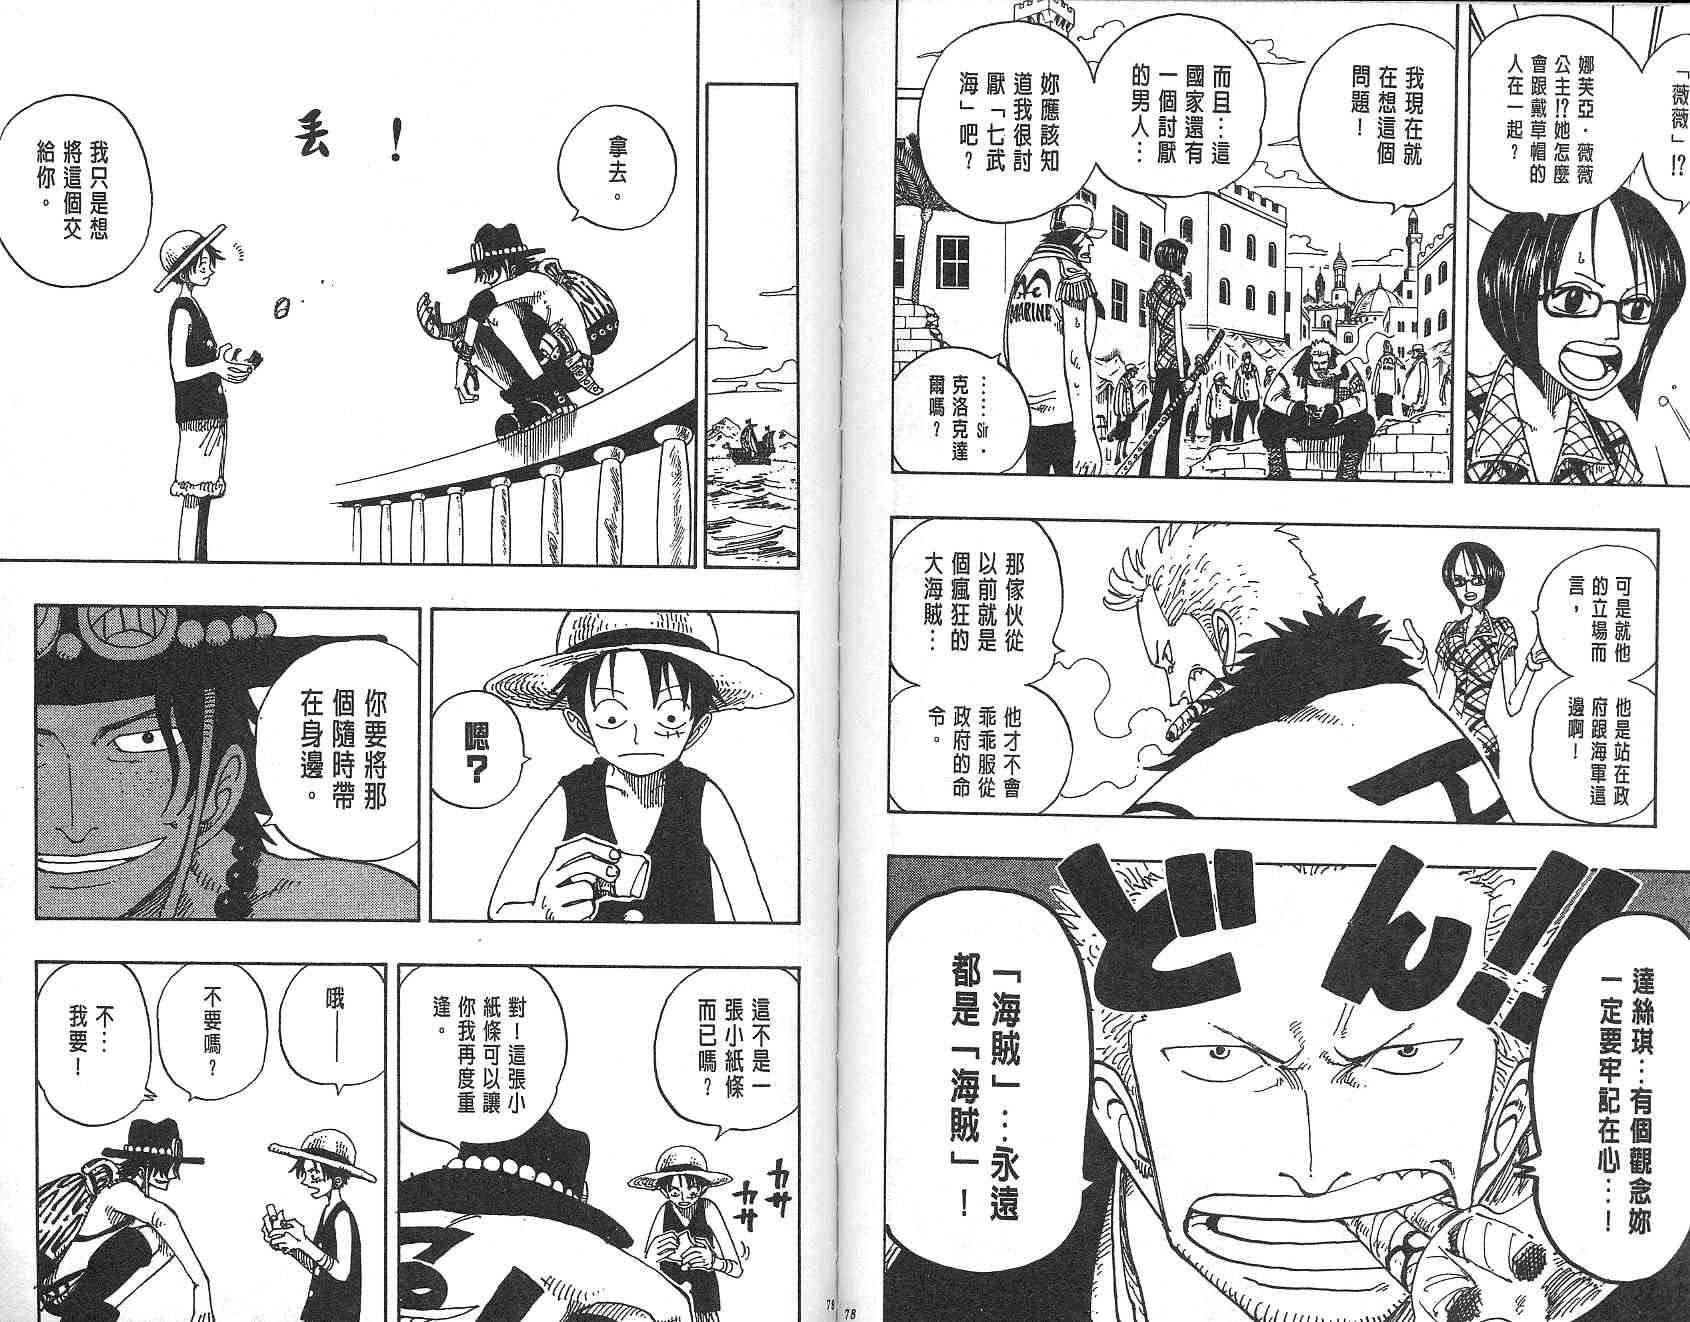 「薇薇」!?
娜芙亞·薇薇
公主!?她怎麼
會跟戴草帽的
人在一起?
我現在就
在想這個
問題!
而且…這
國家還有
一個討厭
的男人…
妳應該知
道我很討
厭「七武
海」吧?
MARINE
……Sir·
克洛克達
爾嗎?
可是就他
的立場而
言,
他是站在政
府跟海軍這
邊啊!
那傢伙從
以前就是
個瘋狂的
大海賊…
他才不會
乖乖服從
政府的命
令。
どん!!
達絲琪…有個觀念妳
一定要牢記在心…!
「海賊」…永遠
都是「海賊」!
78
拿去。
!
丟
我只是想
將這個交
給你。
嗯?
你要將那
個隨時帶
在身邊。
這不是一
張小紙條
而已嗎?
カサ
カサ
對!這張小
紙條可以讓
你我再度重
逢。
哦——
不要嗎?
不…
我要!
79